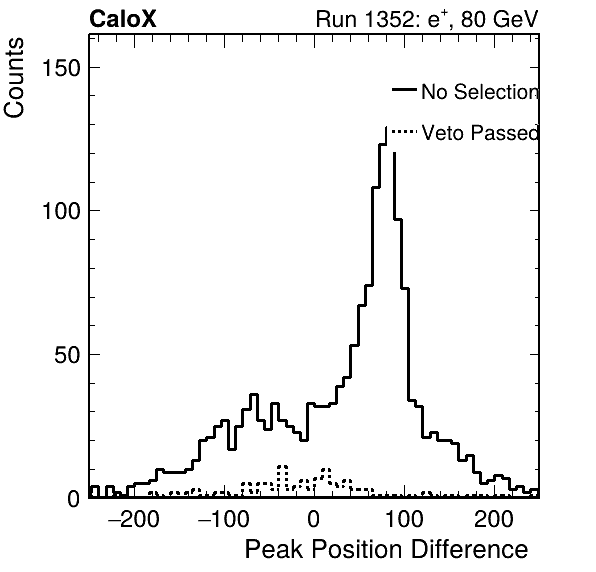 CaloX Run 1352: e+, 80 GeV
Counts
150
No Selection
Veto Passed
100
50
0
−200 −100 0 100 200
Peak Position Difference